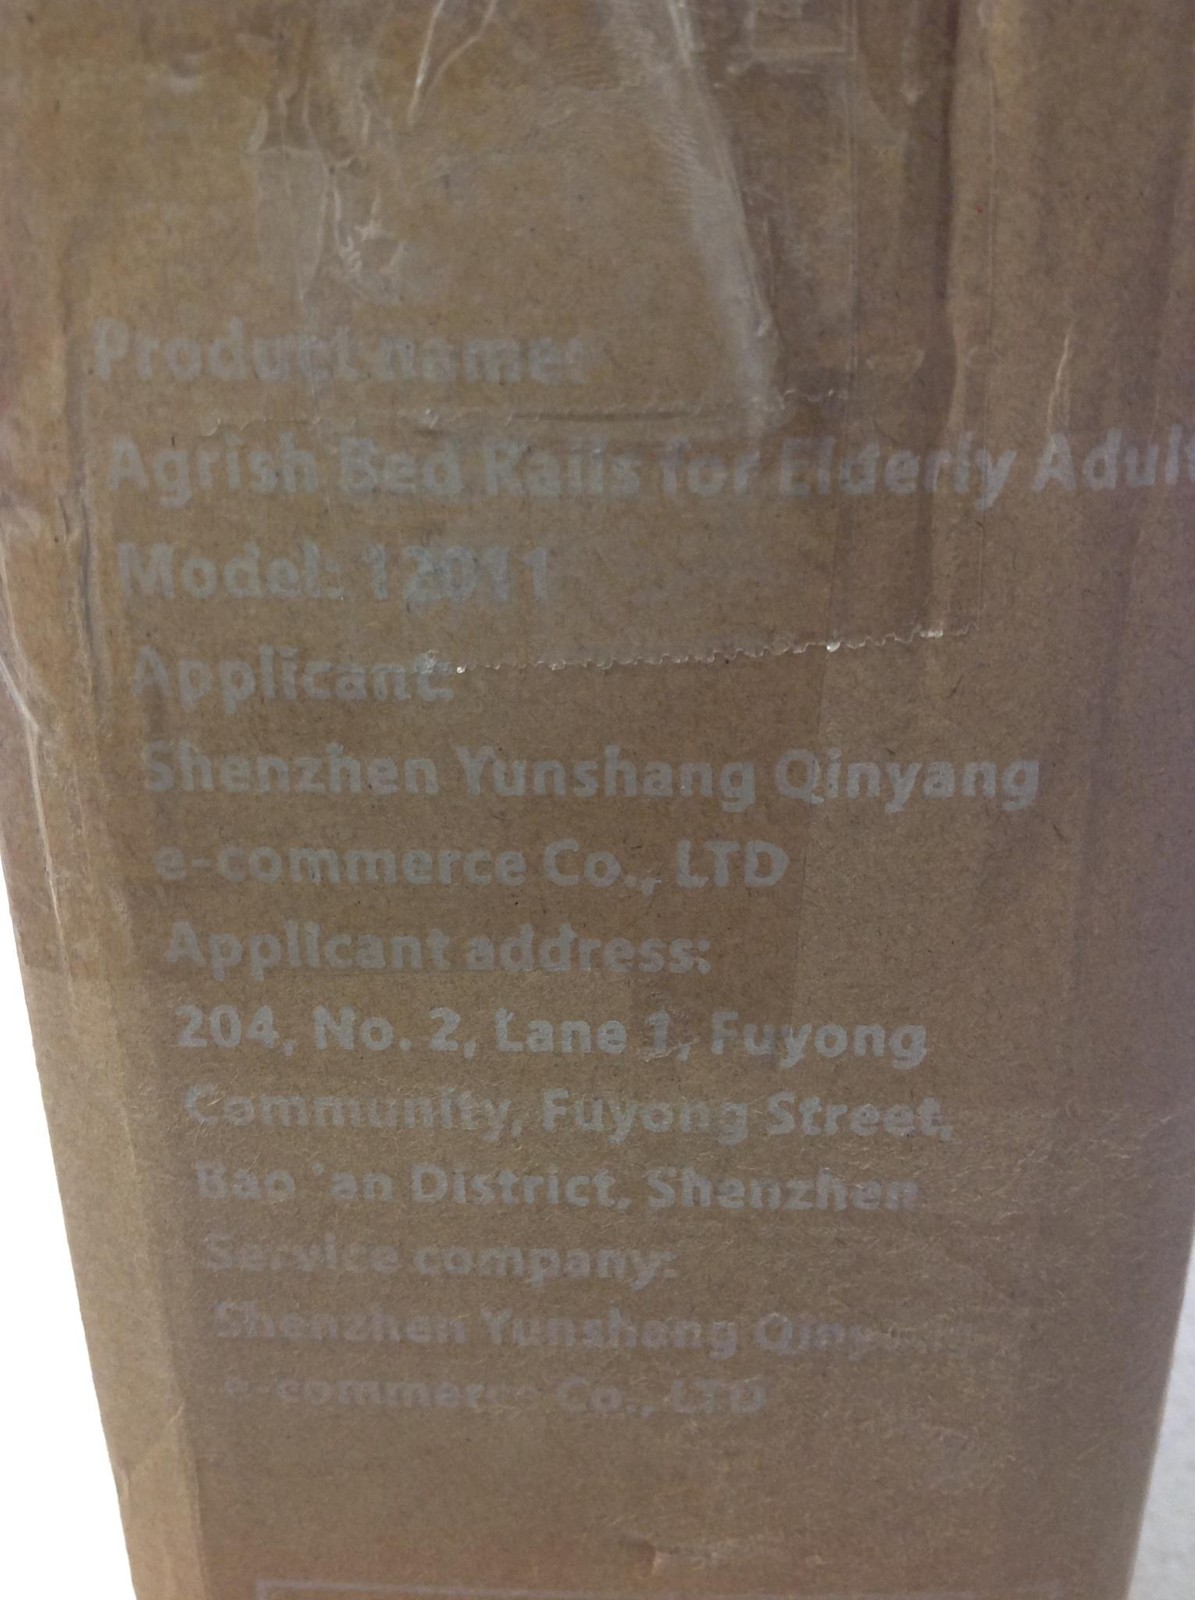 Product name:
Agrish Bed Rails for Elderly Adul
Model: 12011
Applicant:
Shenzhen Yunshang Qinyang
e-commerce Co., LTD
Applicant address:
204, No. 2, Lane 1, Fuyong
Community, Fuyong Street,
Bao 'an District, Shenzhen
Service company:
Shenzhen Yunshang Qinyang
e-commerce Co., LTD